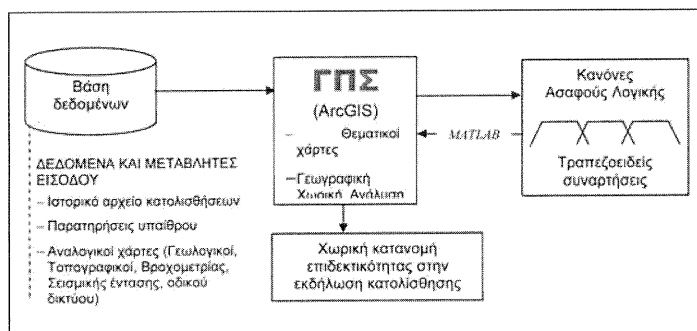 Βάση
δεδομένων
ΔΕΔΟΜΕΝΑ ΚΑΙ ΜΕΤΑΒΛΗΤΕΣ
ΕΙΣΟΔΟΥ
– Ιστορικό αρχείο κατολισθήσεων
– Παρατηρήσεις υπαίθρου
– Αναλογικοί χάρτες (Γεωλογικοί,
Τοπογραφικοί, Βροχομετρίας,
Σεισμικής έντασης, οδικού
δικτύου)
ΓΠΣ
(ArcGIS)
– Θεματικοί
χάρτες
–Γεωγραφική
Χωρική Ανάλυση
MATLAB
Κανόνες
Ασαφούς Λογικής
Τραπεζοειδείς
συναρτήσεις
Χωρική κατανομή
επιδεκτικότητας στην
εκδήλωση κατολίσθησης